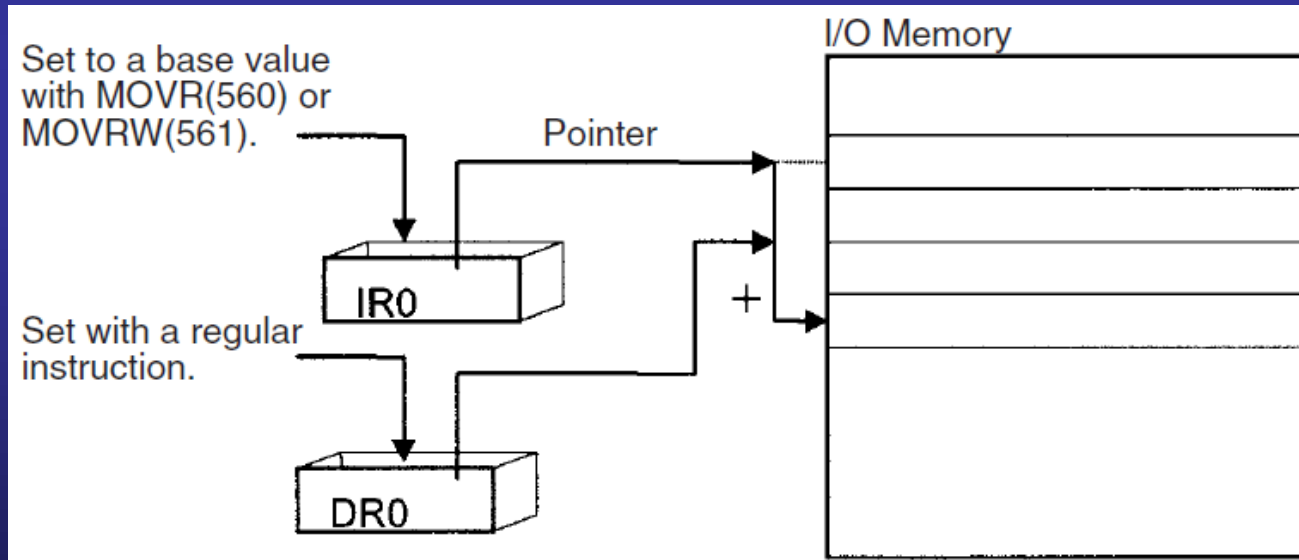 I/O Memory
Set to a base value
with MOVR(560) or
MOVRW(561).
Pointer
IR0
+
Set with a regular
instruction.
DR0